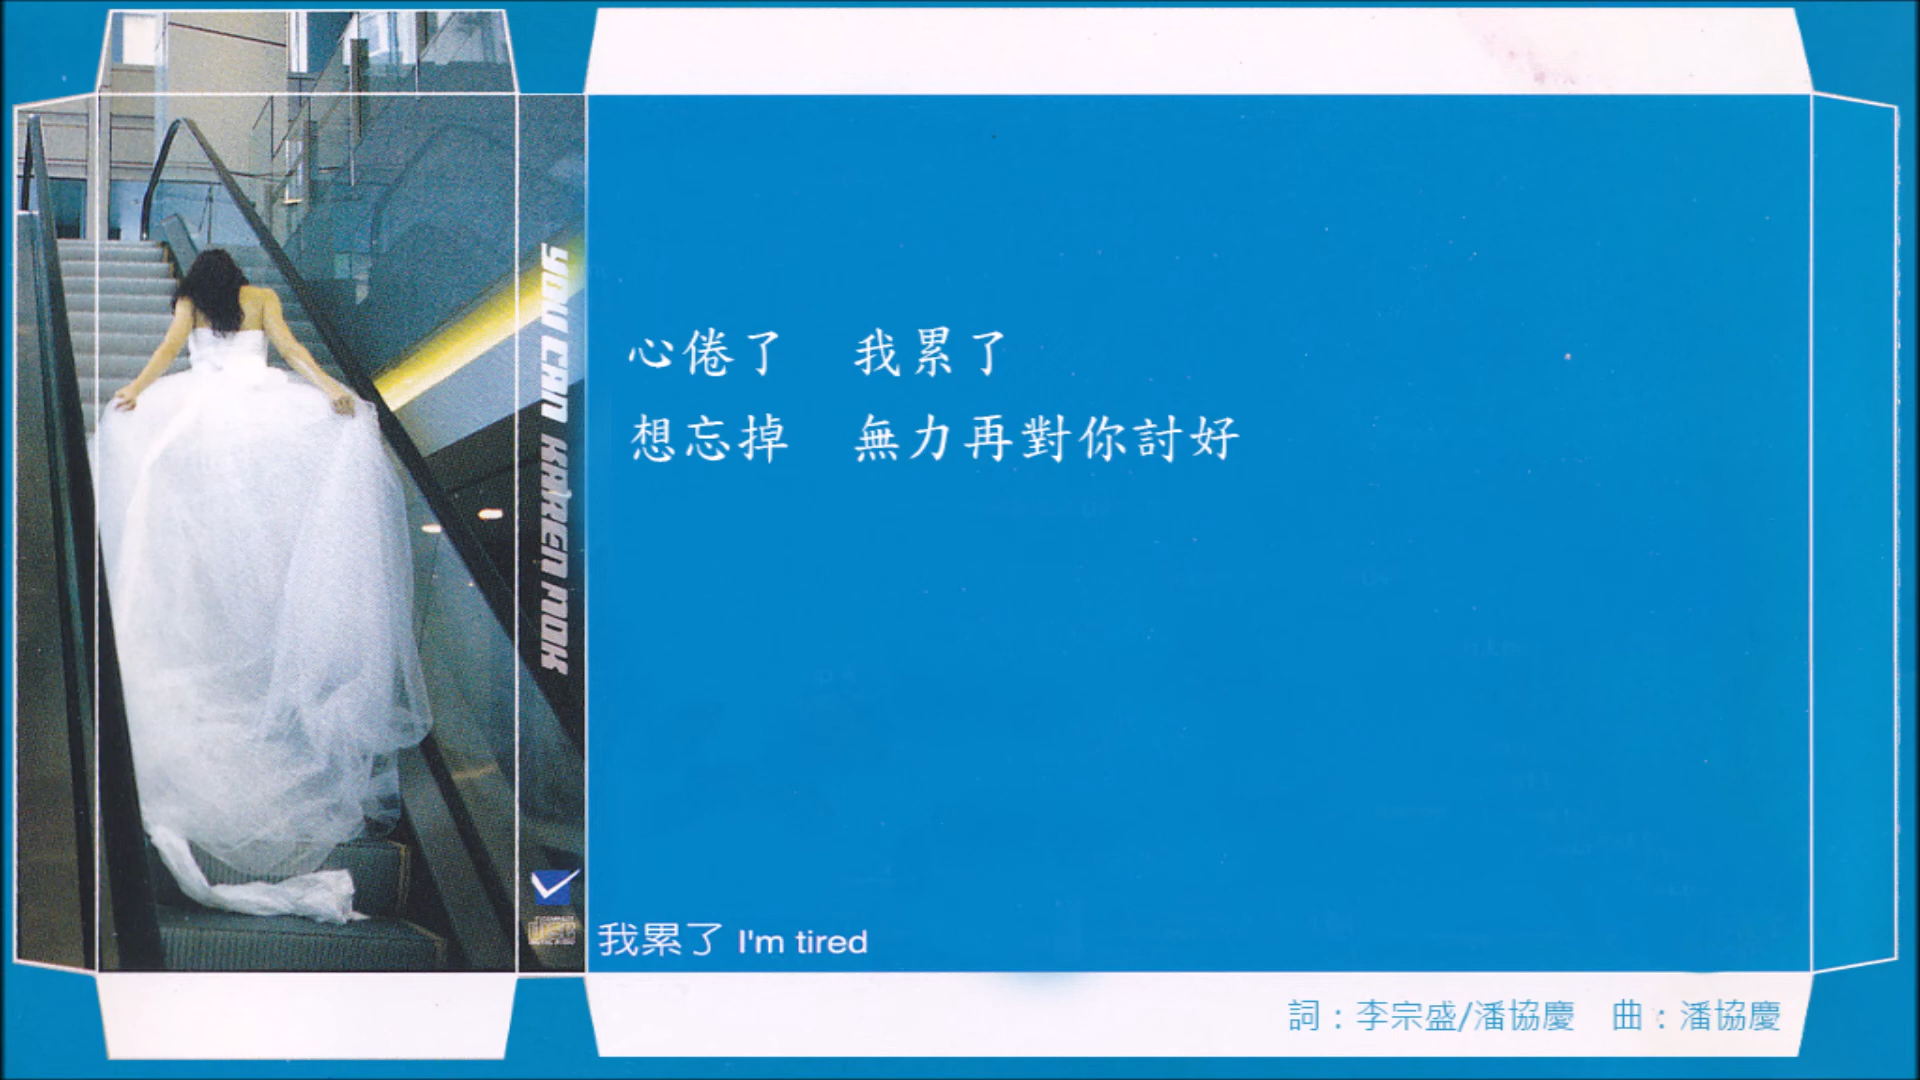 YOU CAN KAREN MOK
心倦了　我累了
想忘掉　無力再對你討好
我累了 I'm tired
詞：李宗盛/潘協慶　曲：潘協慶